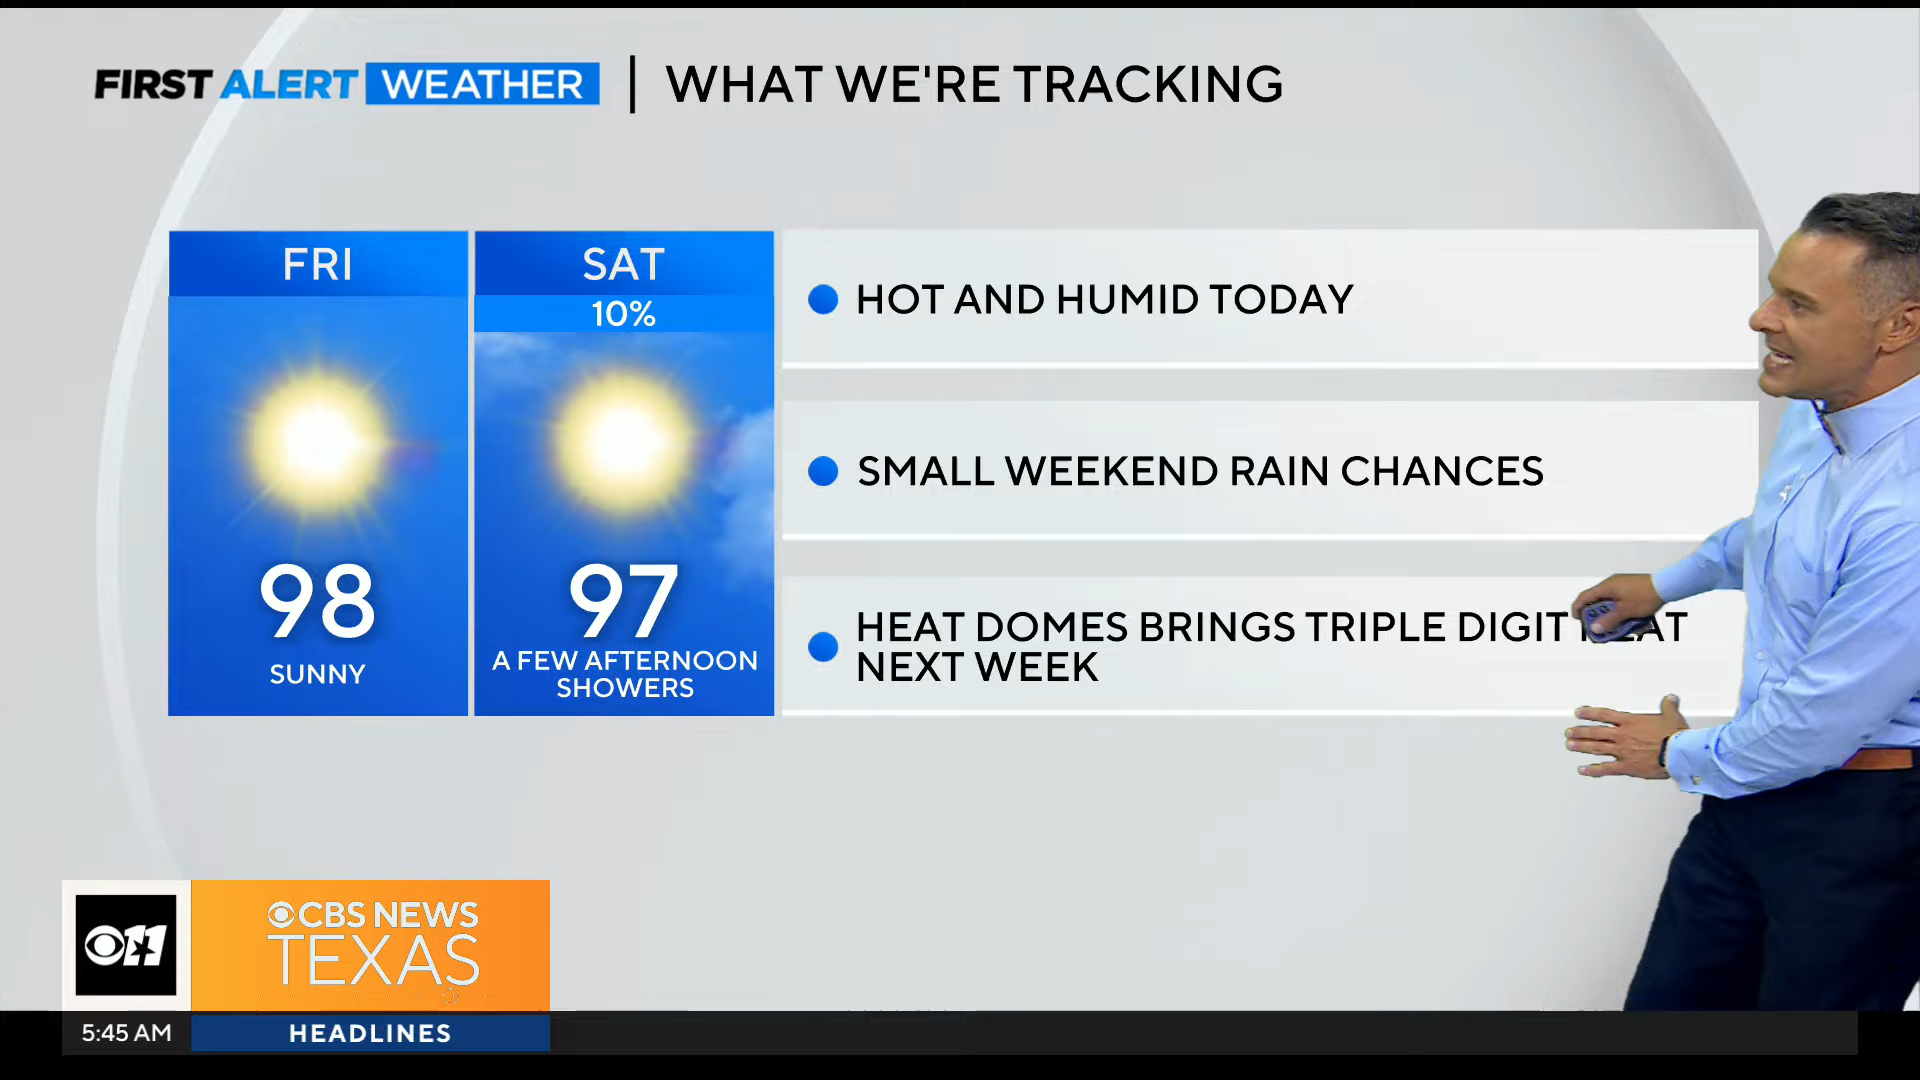 FIRST ALERT WEATHER
WHAT WE'RE TRACKING
FRI
98
SUNNY
SAT
10%
97
A FEW AFTERNOON
SHOWERS
HOT AND HUMID TODAY
SMALL WEEKEND RAIN CHANCES
HEAT DOMES BRINGS TRIPLE DIGIT HEAT
NEXT WEEK
11
CBS NEWS
TEXAS
5:45 AM
HEADLINES